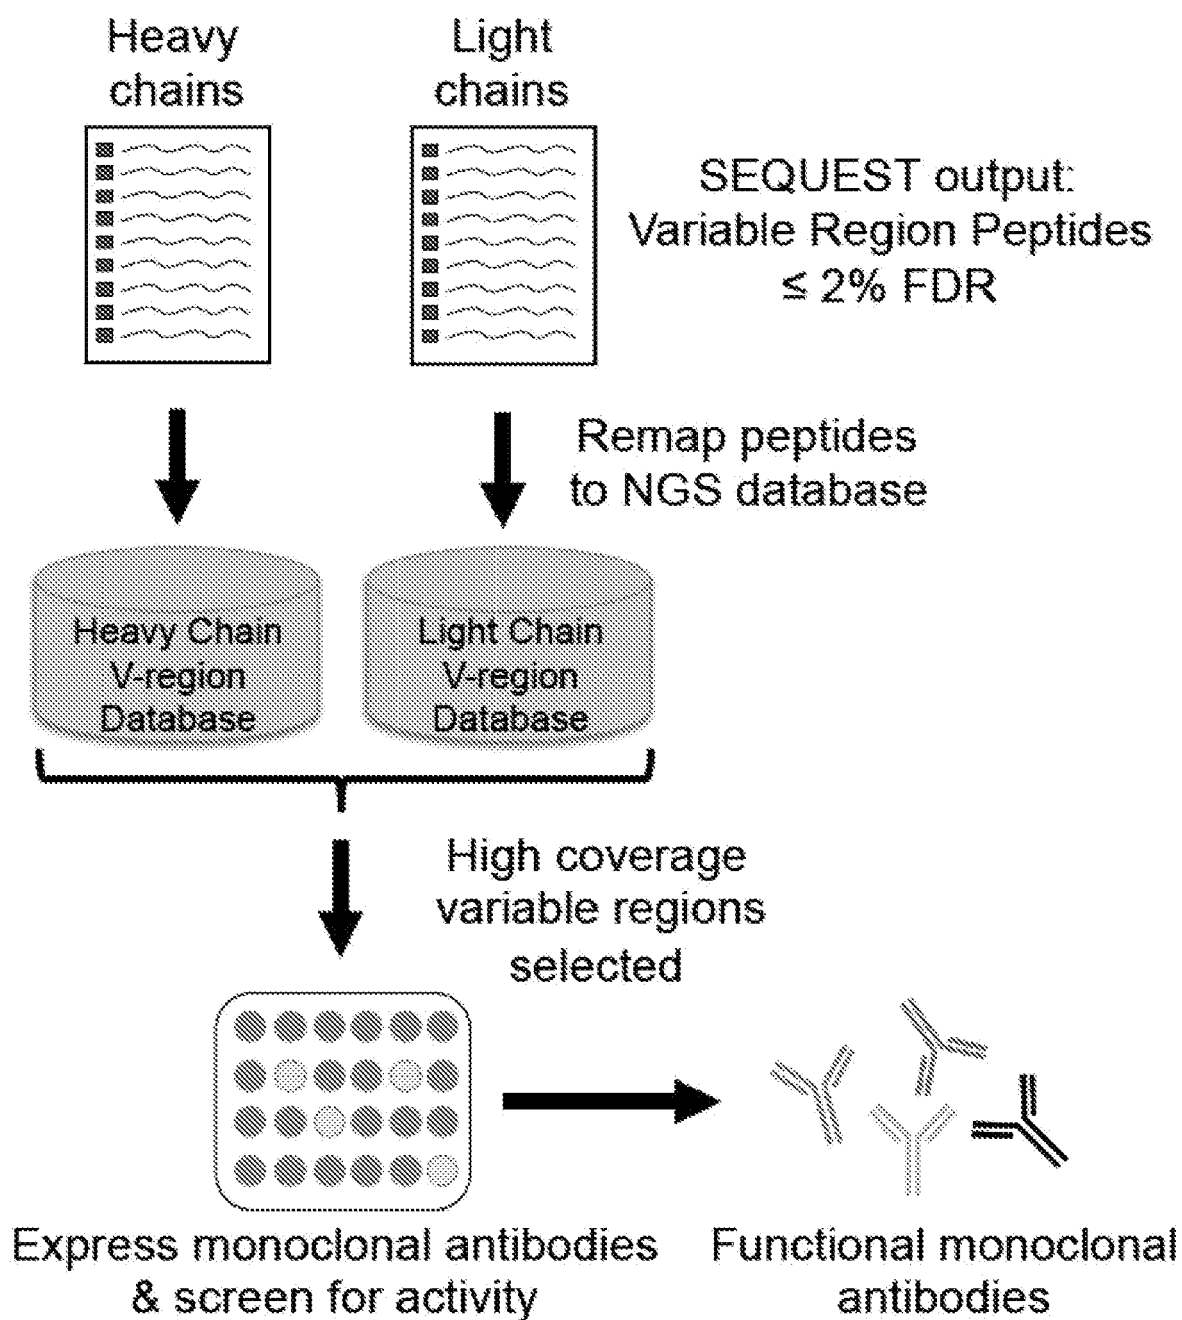 Heavy
chains
Light
chains
SEQUEST output:
Variable Region Peptides
≤ 2% FDR
Remap peptides
to NGS database
Heavy Chain
V-region
Database
Light Chain
V-region
Database
High coverage
variable regions
selected
Express monoclonal antibodies
& screen for activity
Functional monoclonal
antibodies